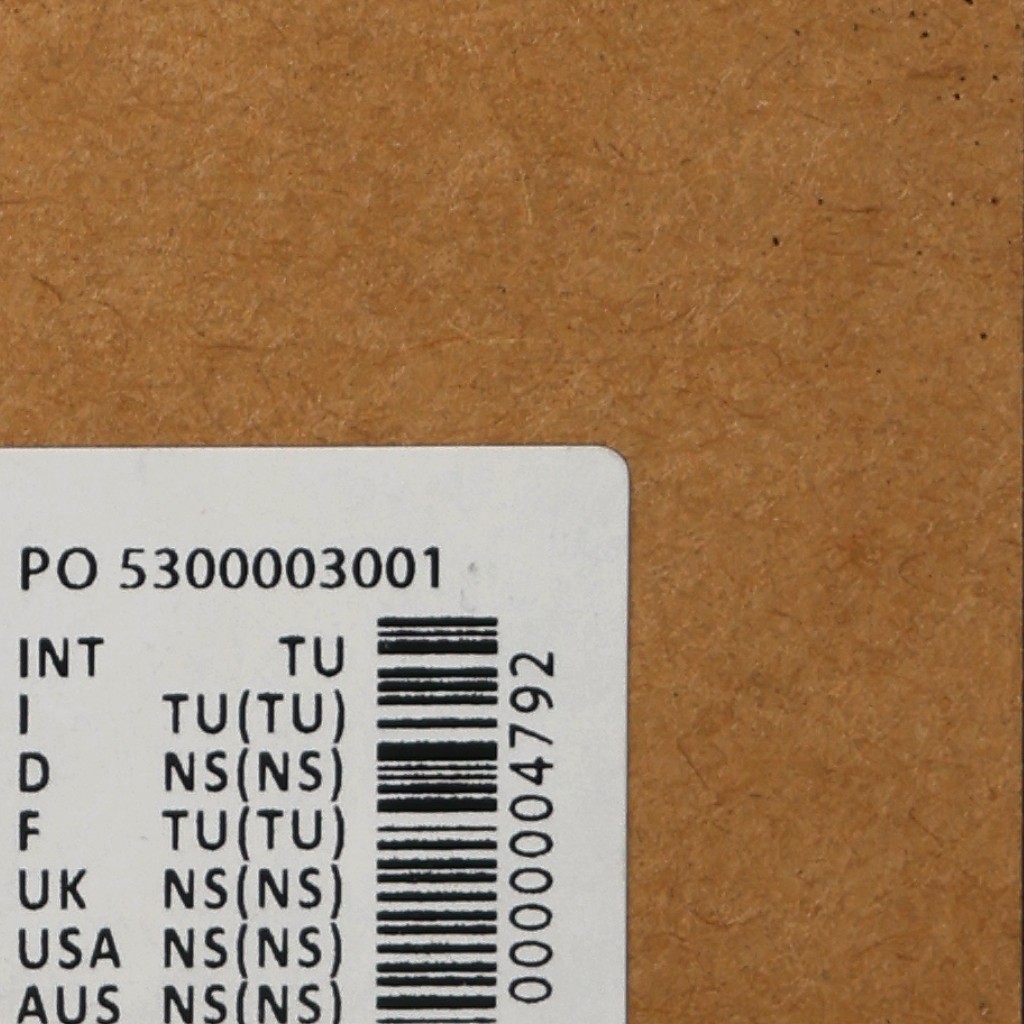 PO 5300003001
INT TU
I TU(TU)
D NS(NS)
F TU(TU)
UK NS(NS)
USA NS(NS)
AUS NS(NS)
0000004792